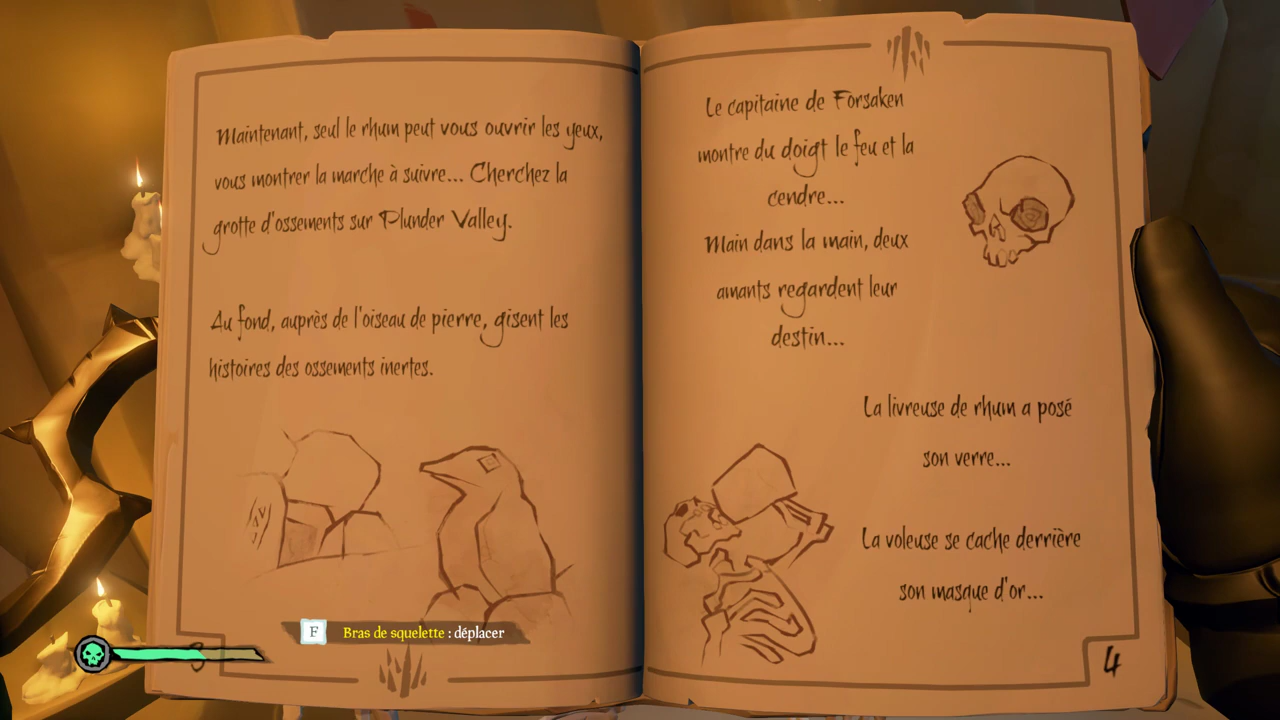 Maintenant, seul le rhum peut vous ouvrir les yeux,
vous montrer la marche à suivre... Cherchez la
grotte d'ossements sur Plunder Valley.
Au fond, auprès de l'oiseau de pierre, gisent les
histoires des ossements inertes.
F Bras de squelette : déplacer
3
Le capitaine de Forsaken
montre du doigt le feu et la
cendre...
Main dans la main, deux
amants regardent leur
destin...
La livreuse de rhum a posé
son verre...
La voleuse se cache derrière
son masque d'or...
4